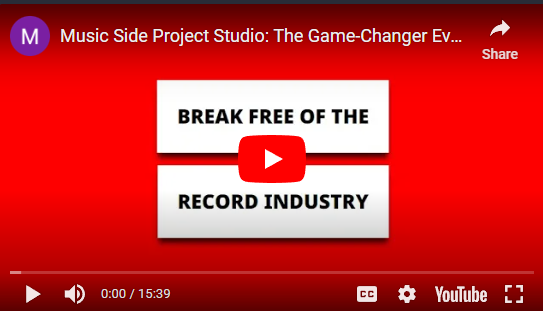 M
Music Side Project Studio: The Game-Changer Ev...
Share
BREAK FREE OF THE
RECORD INDUSTRY
0:00 / 15:39
CC
YouTube